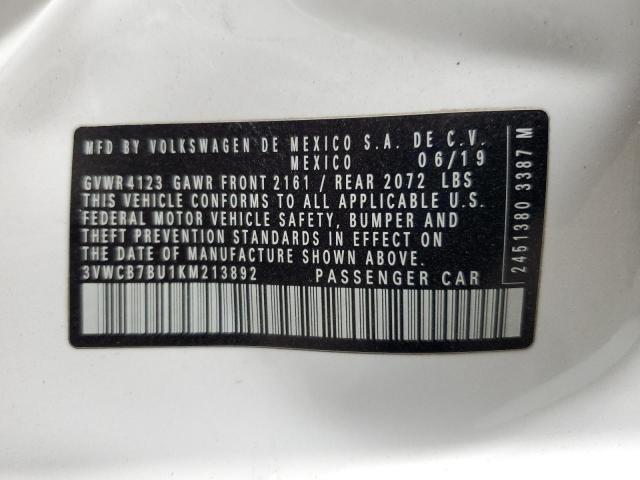 MFD BY VOLKSWAGEN DE MEXICO S.A. DE C.V.
MEXICO 06/19
GVWR 4123 GAWR FRONT 2161 / REAR 2072 LBS
THIS VEHICLE CONFORMS TO ALL APPLICABLE U.S.
FEDERAL MOTOR VEHICLE SAFETY, BUMPER AND
THEFT PREVENTION STANDARDS IN EFFECT ON
THE DATE OF MANUFACTURE SHOWN ABOVE.
3VWCB7BU1KM213892 PASSENGER CAR
2451380 3387 M